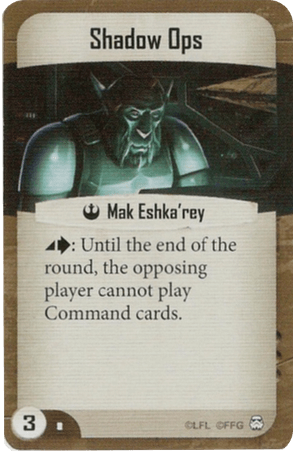 Shadow Ops
Mak Eshka'rey
: Until the end of the
round, the opposing
player cannot play
Command cards.
3
©LFL ©FFG